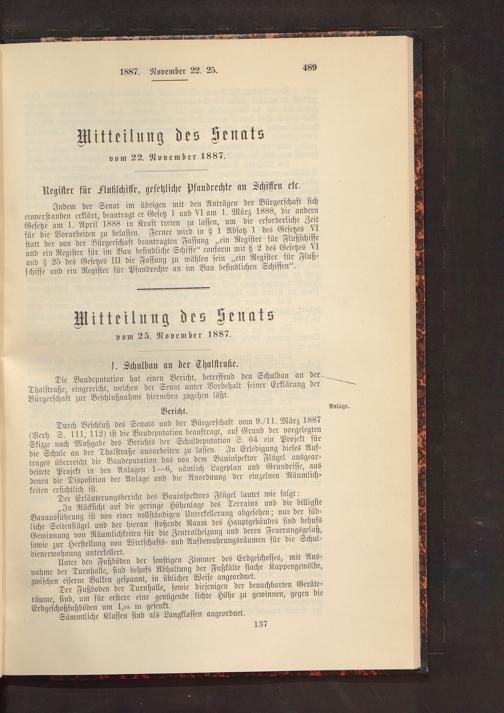 1887. November 22. 25.
489
Mitteilung des Senats
vom 22. November 1887.
Register für Flußschiffe, gesetzliche Pfandrechte an Schiffen etc.
Indem der Senat im übrigen mit den Anträgen der Bürgerschaft sich
einverstanden erklärt, beantragt er Gesetz I und VI am 1. März 1888, die andern
Gesetze am 1. April 1888 in Kraft treten zu lassen, um die erforderliche Zeit
für die Vorarbeiten zu belassen. Ferner wird in § 1 Absatz 1 des Gesetzes VI
statt der von der Bürgerschaft beantragten Fassung „ein Register für Flußschiffe
und ein Register für im Bau befindliche Schiffe“ conform mit § 2 des Gesetzes VI
und § 25 des Gesetzes III die Fassung zu wählen sein „ein Register für Fluß-
schiffe und ein Register für Pfandrechte an im Bau befindlichen Schiffen“.
Mitteilung des Senats
vom 25. November 1887.
1. Schulbau an der Thalstraße.
Die Baudeputation hat einen Bericht, betreffend den Schulbau an der
Thalstraße, eingereicht, welchen der Senat unter Vorbehalt seiner Erklärung der
Bürgerschaft zur Beschlußnahme hierneben zugehen läßt.
Anlage.
Bericht.
Durch Beschluß des Senats und der Bürgerschaft vom 9./11. März 1887
(Verh. S. 111, 112) ist die Baudeputation beauftragt, auf Grund der vorgelegten
Skizze nach Maßgabe des Berichts der Schuldeputation S. 64 ein Projekt für
die Schule an der Thalstraße ausarbeiten zu lassen. In Erledigung dieses Auf-
trages überreicht die Baudeputation das von dem Bauinspektor Flügel ausgear-
beitete Projekt in den Anlagen 1—6, nämlich Lageplan und Grundrisse, aus
denen die Disposition der Anlage und die Anordnung der einzelnen Räumlich-
keiten ersichtlich ist.
Der Erläuterungsbericht des Bauinspektors Flügel lautet wie folgt:
„In Rücksicht auf die geringe Höhenlage des Terrains und die billigste
Bauausführung ist von einer vollständigen Unterkellerung abgesehen; nur der süd-
liche Seitenflügel und der hieran stoßende Raum des Hauptgebäudes sind behufs
Gewinnung von Räumlichkeiten für die Zentralheizung und deren Feuerungsgelaß,
sowie zur Herstellung von Wirtschafts- und Aufbewahrungsräumen für die Schul-
dienerwohnung unterkellert.
Unter den Fußböden der sonstigen Zimmer des Erdgeschosses, mit Aus-
nahme der Turnhalle, sind behufs Abhaltung der Fußkälte flache Kappengewölbe,
zwischen eiserne Balken gespannt, in üblicher Weise angeordnet.
Der Fußboden der Turnhalle, sowie diejenigen der benachbarten Geräte-
räume, sind, um für erstere eine genügende lichte Höhe zu gewinnen, gegen die
Erdgeschoßfußböden um m gesenkt.
Sämmtliche Klassen sind als Langklassen angeordnet.
137